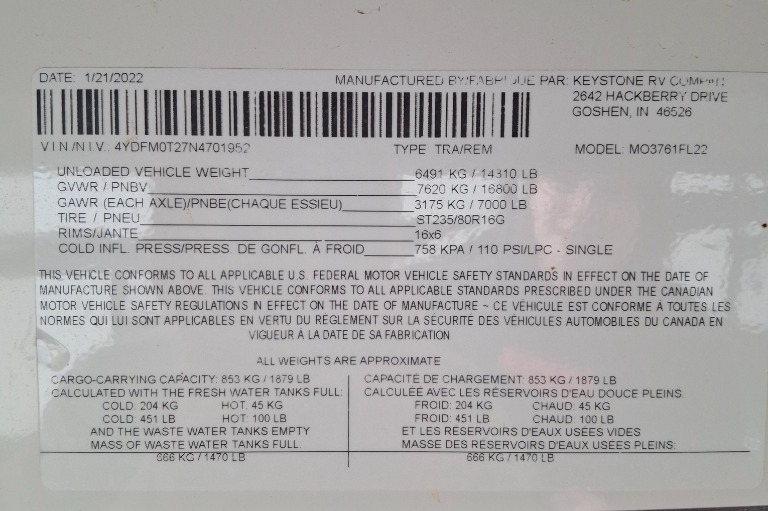 DATE: 1/21/2022 MANUFACTURED BY/FABRIQUE PAR: KEYSTONE RV COMPANY
2642 HACKBERRY DRIVE
GOSHEN, IN 46526
V I N /N I.V.: 4YDFM0T27N4701952 TYPE TRA/REM MODEL: MO3761FL22
UNLOADED VEHICLE WEIGHT 6491 KG / 14310 LB
GVWR / PNBV 7620 KG / 16800 LB
GAWR (EACH AXLE)/PNBE(CHAQUE ESSIEU) 3175 KG / 7000 LB
TIRE / PNEU ST235/80R16G
RIMS/JANTE 16x6
COLD INFL. PRESS/PRESS. DE GONFL. À FROID 758 KPA / 110 PSI/LPC - SINGLE
THIS VEHICLE CONFORMS TO ALL APPLICABLE U.S. FEDERAL MOTOR VEHICLE SAFETY STANDARDS IN EFFECT ON THE DATE OF
MANUFACTURE SHOWN ABOVE. THIS VEHICLE CONFORMS TO ALL APPLICABLE STANDARDS PRESCRIBED UNDER THE CANADIAN
MOTOR VEHICLE SAFETY REGULATIONS IN EFFECT ON THE DATE OF MANUFACTURE ~ CE VÉHICULE EST CONFORME À TOUTES LES
NORMES QUI LUI SONT APPLICABLES EN VERTU DU RÈGLEMENT SUR LA SÉCURITÉ DES VÉHICULES AUTOMOBILES DU CANADA EN
VIGUEUR À LA DATE DE SA FABRICATION
ALL WEIGHTS ARE APPROXIMATE
CARGO-CARRYING CAPACITY: 853 KG / 1879 LB
CALCULATED WITH THE FRESH WATER TANKS FULL:
COLD: 204 KG HOT: 45 KG
COLD: 451 LB HOT: 100 LB
AND THE WASTE WATER TANKS EMPTY
MASS OF WASTE WATER TANKS FULL:
666 KG / 1470 LB
CAPACITÉ DE CHARGEMENT: 853 KG / 1879 LB
CALCULÉE AVEC LES RÉSERVOIRS D'EAU DOUCE PLEINS.
FROID: 204 KG CHAUD: 45 KG
FROID: 451 LB CHAUD: 100 LB
ET LES RÉSERVOIRS D'EAUX USÉES VIDES
MASSE DES RÉSERVOIRS D'EAUX USÉES PLEINS:
666 KG / 1470 LB